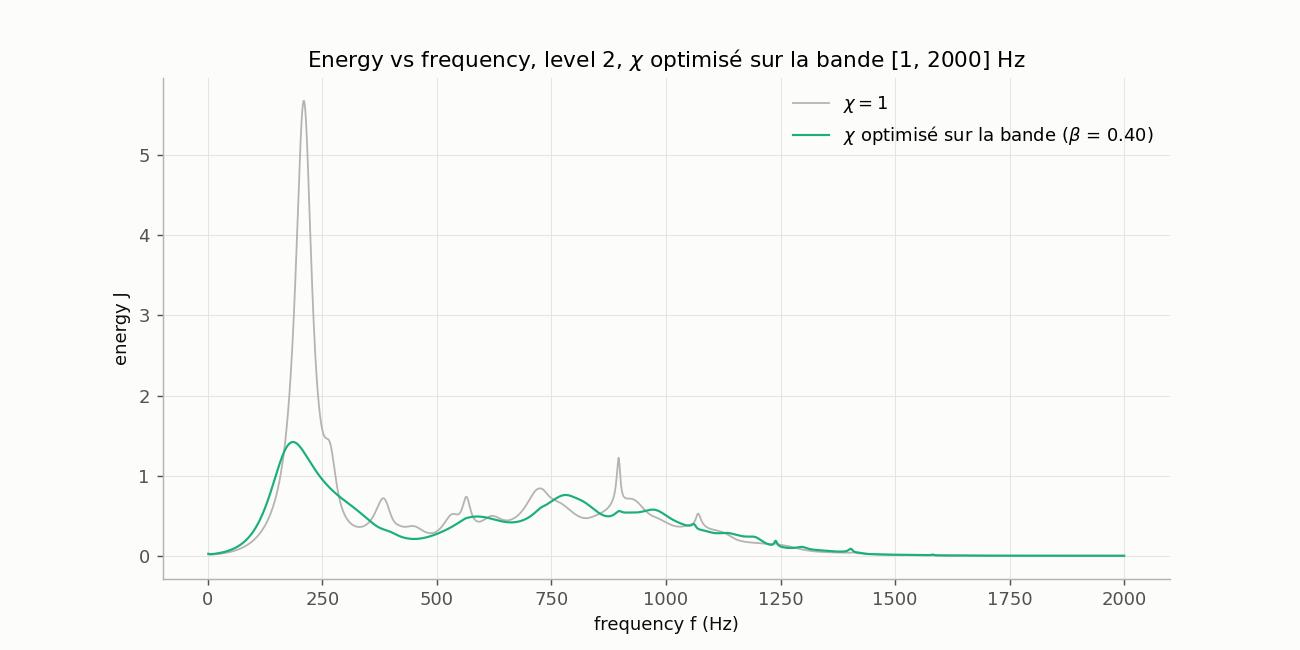 Energy vs frequency, level 2, χ optimisé sur la bande [1, 2000] Hz
χ = 1
χ optimisé sur la bande (β = 0.40)
5
4
3
2
1
0
energy J
0 250 500 750 1000 1250 1500 1750 2000
frequency f (Hz)